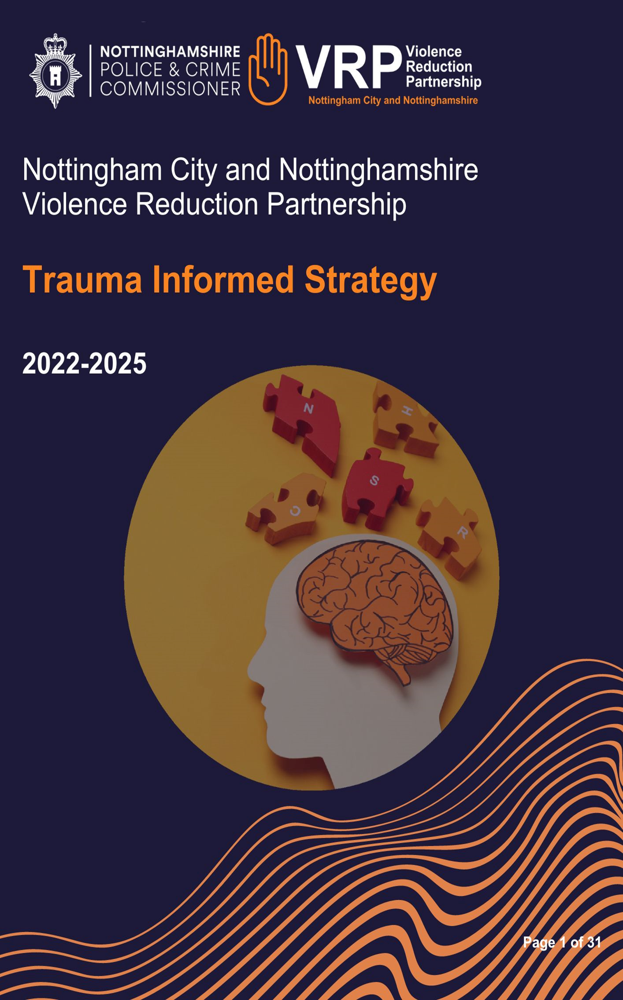 NOTTINGHAMSHIRE
POLICE & CRIME
COMMISSIONER
VRP
Violence
Reduction
Partnership
Nottingham City and Nottinghamshire
Nottingham City and Nottinghamshire
Violence Reduction Partnership
Trauma Informed Strategy
2022-2025
N
H
S
C
R
Page 1 of 31